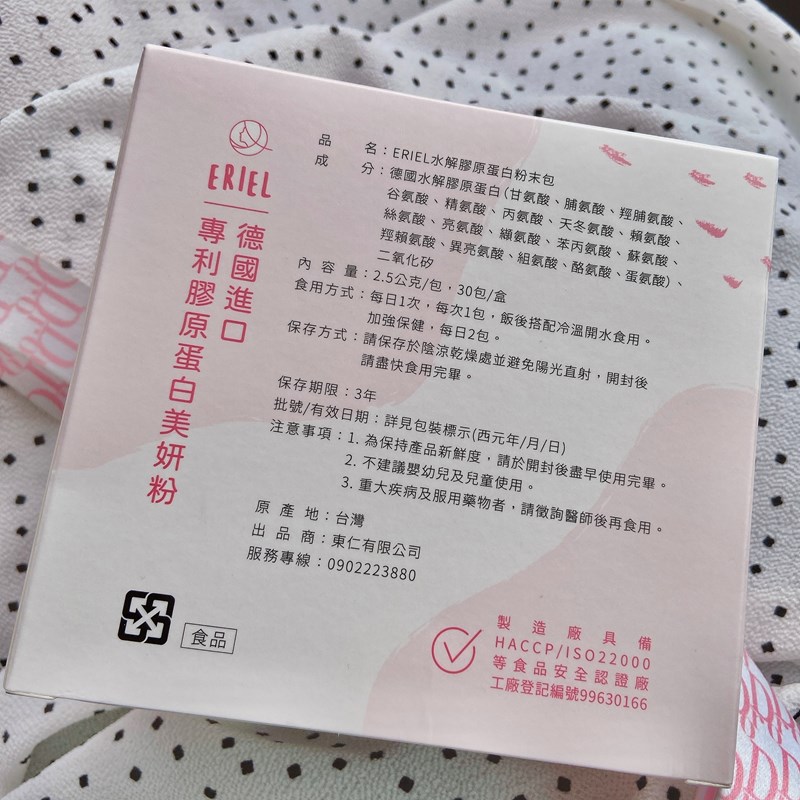 ERIEL
德國進口
專利膠原蛋白美妍粉
品名：ERIEL水解膠原蛋白粉末包
成分：德國水解膠原蛋白(甘氨酸、脯氨酸、羥脯氨酸、
谷氨酸、精氨酸、丙氨酸、天冬氨酸、賴氨酸、
絲氨酸、亮氨酸、纈氨酸、苯丙氨酸、蘇氨酸、
羥賴氨酸、異亮氨酸、組氨酸、酪氨酸、蛋氨酸)、
二氧化矽
內容量：2.5公克/包，30包/盒
食用方式：每日1次，每次1包，飯後搭配冷溫開水食用。
加強保健，每日2包。
保存方式：請保存於陰涼乾燥處並避免陽光直射，開封後
請盡快食用完畢。
保存期限：3年
批號/有效日期：詳見包裝標示(西元年/月/日)
注意事項：1. 為保持產品新鮮度，請於開封後盡早使用完畢。
2. 不建議嬰幼兒及兒童使用。
3. 重大疾病及服用藥物者，請徵詢醫師後再食用。
原產地：台灣
出品商：東仁有限公司
服務專線：0902223880
食品
製造廠具備
HACCP/ISO22000
等食品安全認證廠
工廠登記編號99630166